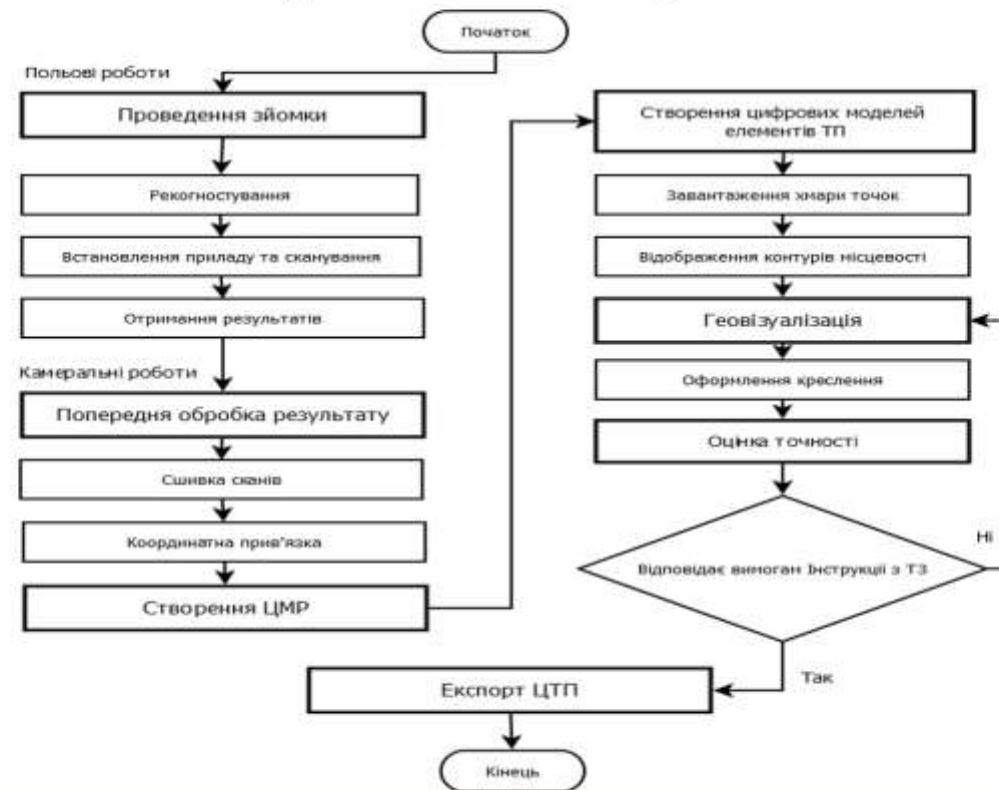 Початок
Польові роботи
Проведення зйомки
Рекогностування
Встановлення приладу та сканування
Отримання результатів
Камеральні роботи
Попередня обробка результату
Сшивка сканів
Координатна прив'язка
Створення ЦМР
Створення цифрових моделей
елементів ТП
Завантаження хмари точок
Відображення контурів місцевості
Геовізуалізація
Оформлення креслення
Оцінка точності
Відповідає вимогам Інструкції з ТЗ
Ні
Так
Експорт ЦТП
Кінець